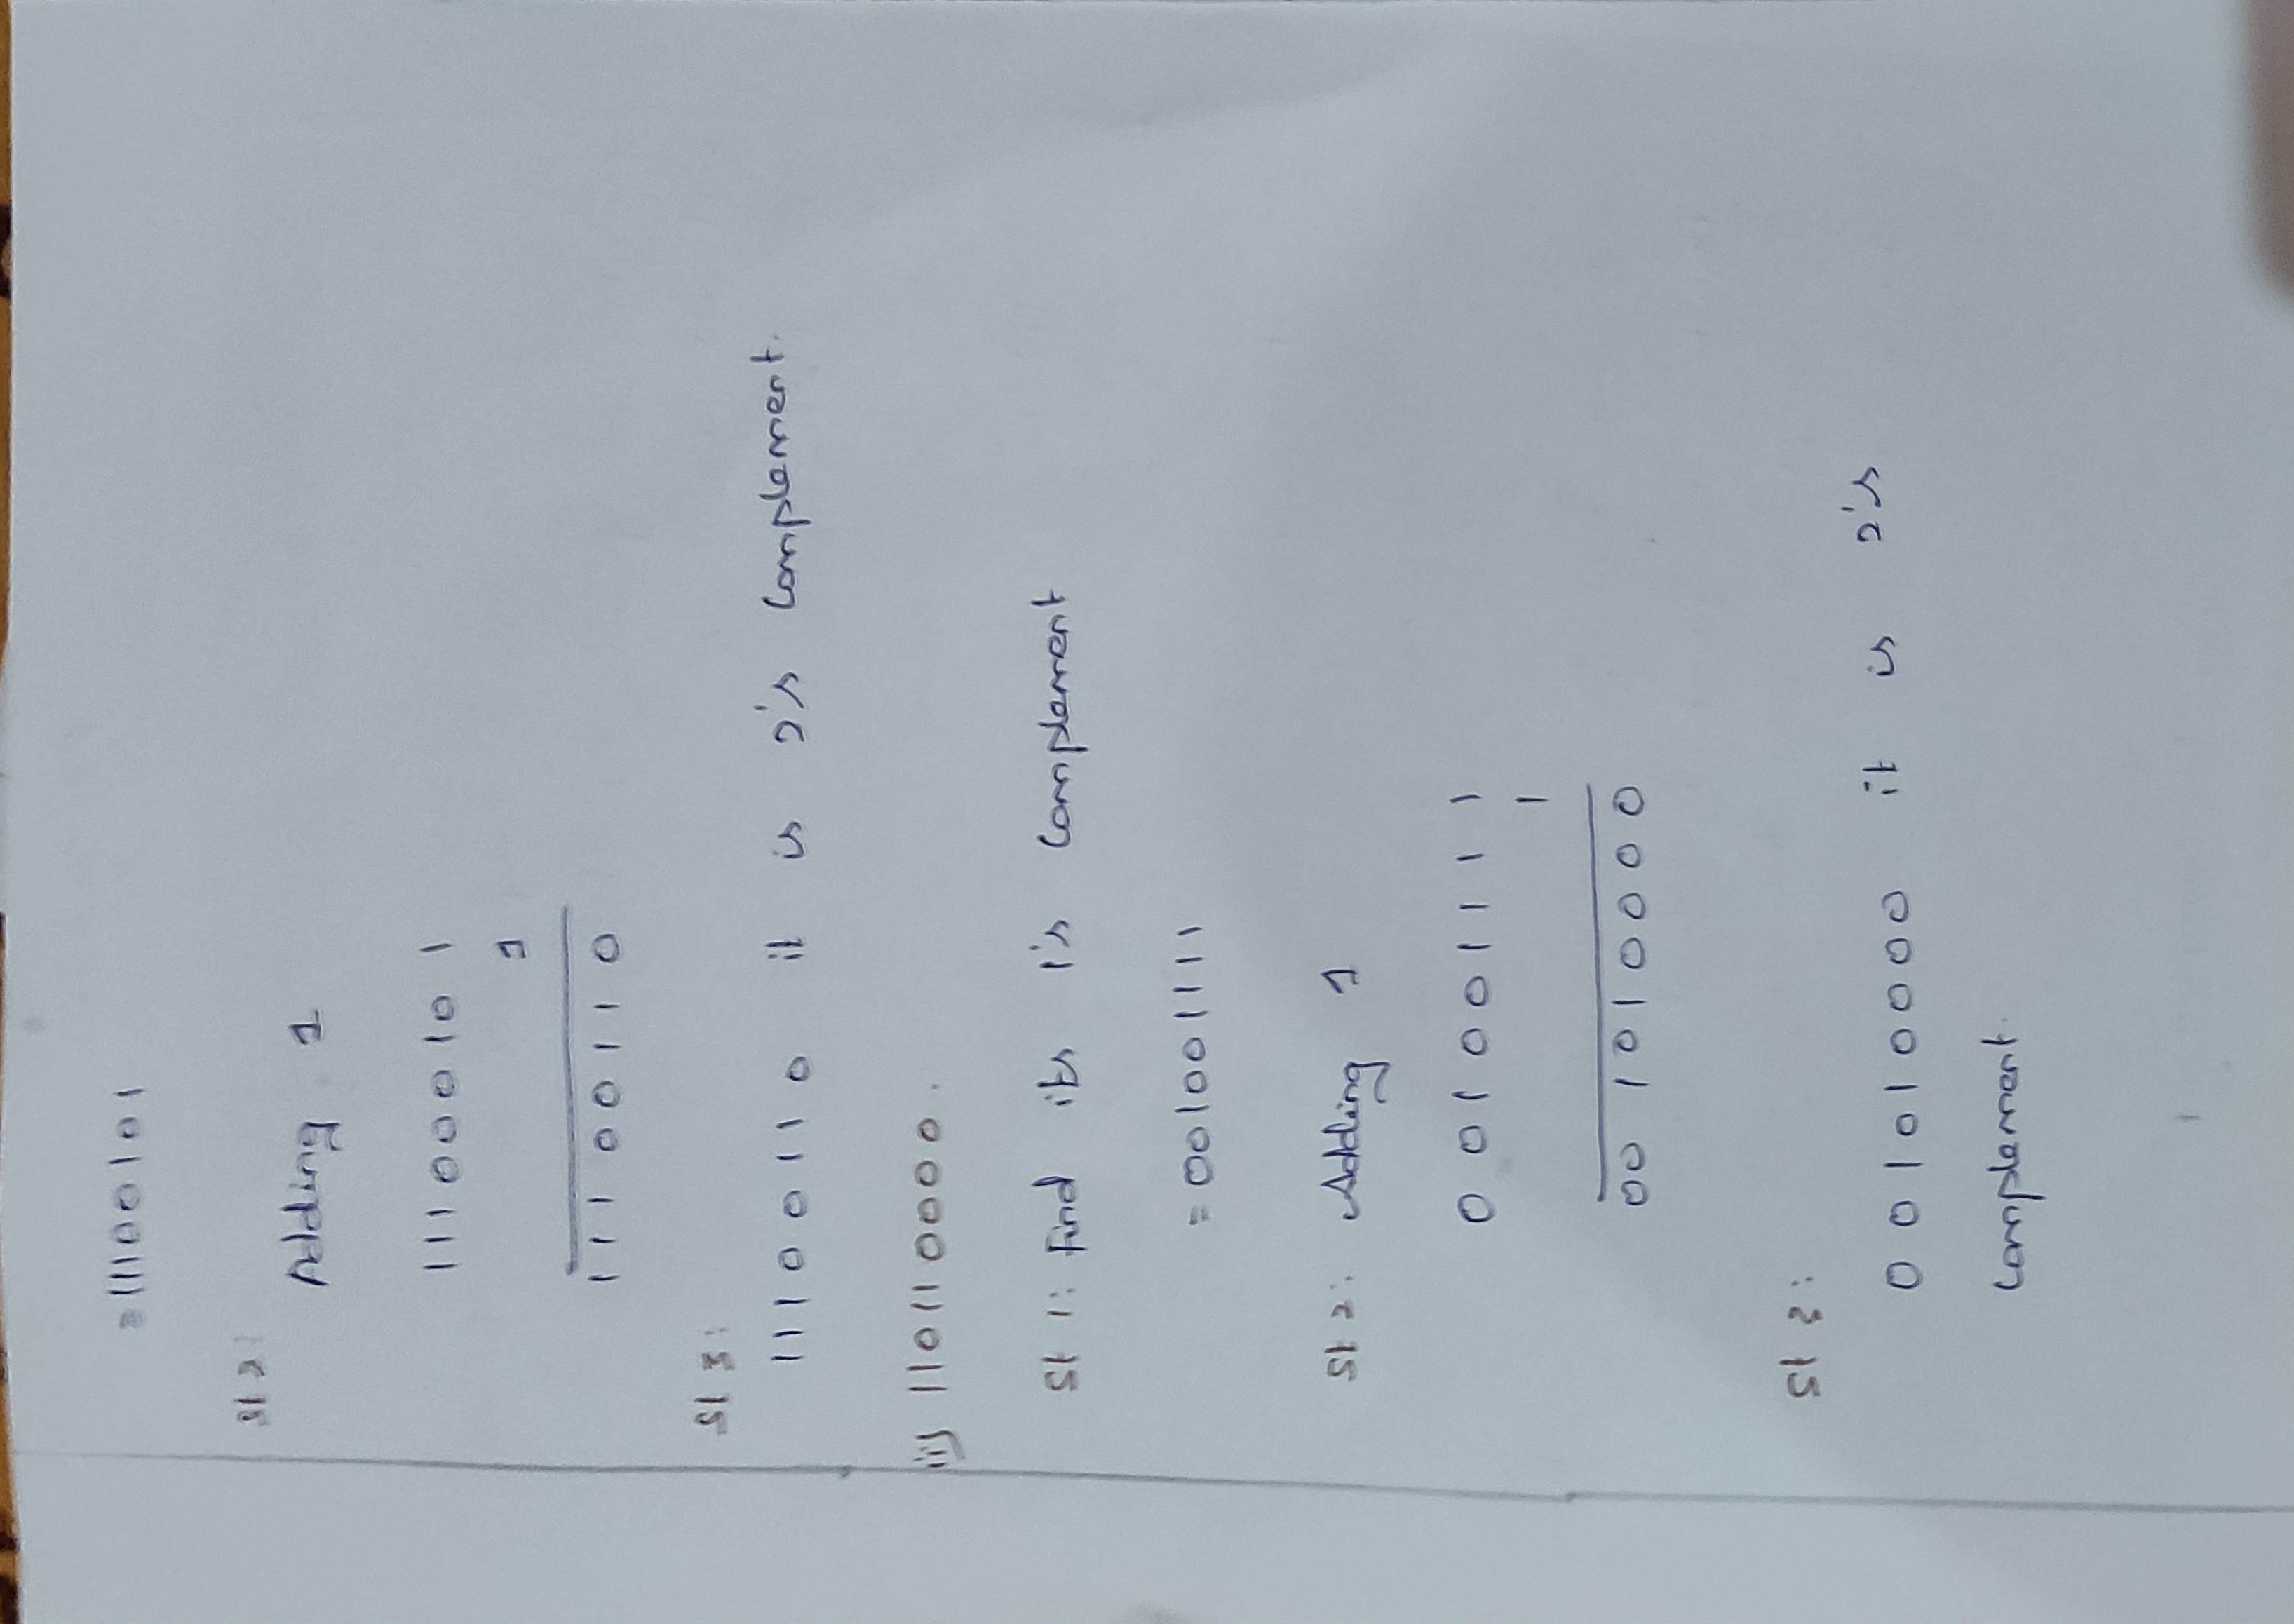 =11100101
St 2:
Adding 1
111000101
1
11100110
St 3:
11100110 it is 2's complement.
ii) 110110000.
St 1: Find its 1's complement
=001001111
St 2: Adding 1
001001111
1
001010000
St 3:
001010000 it is 2's
complement.